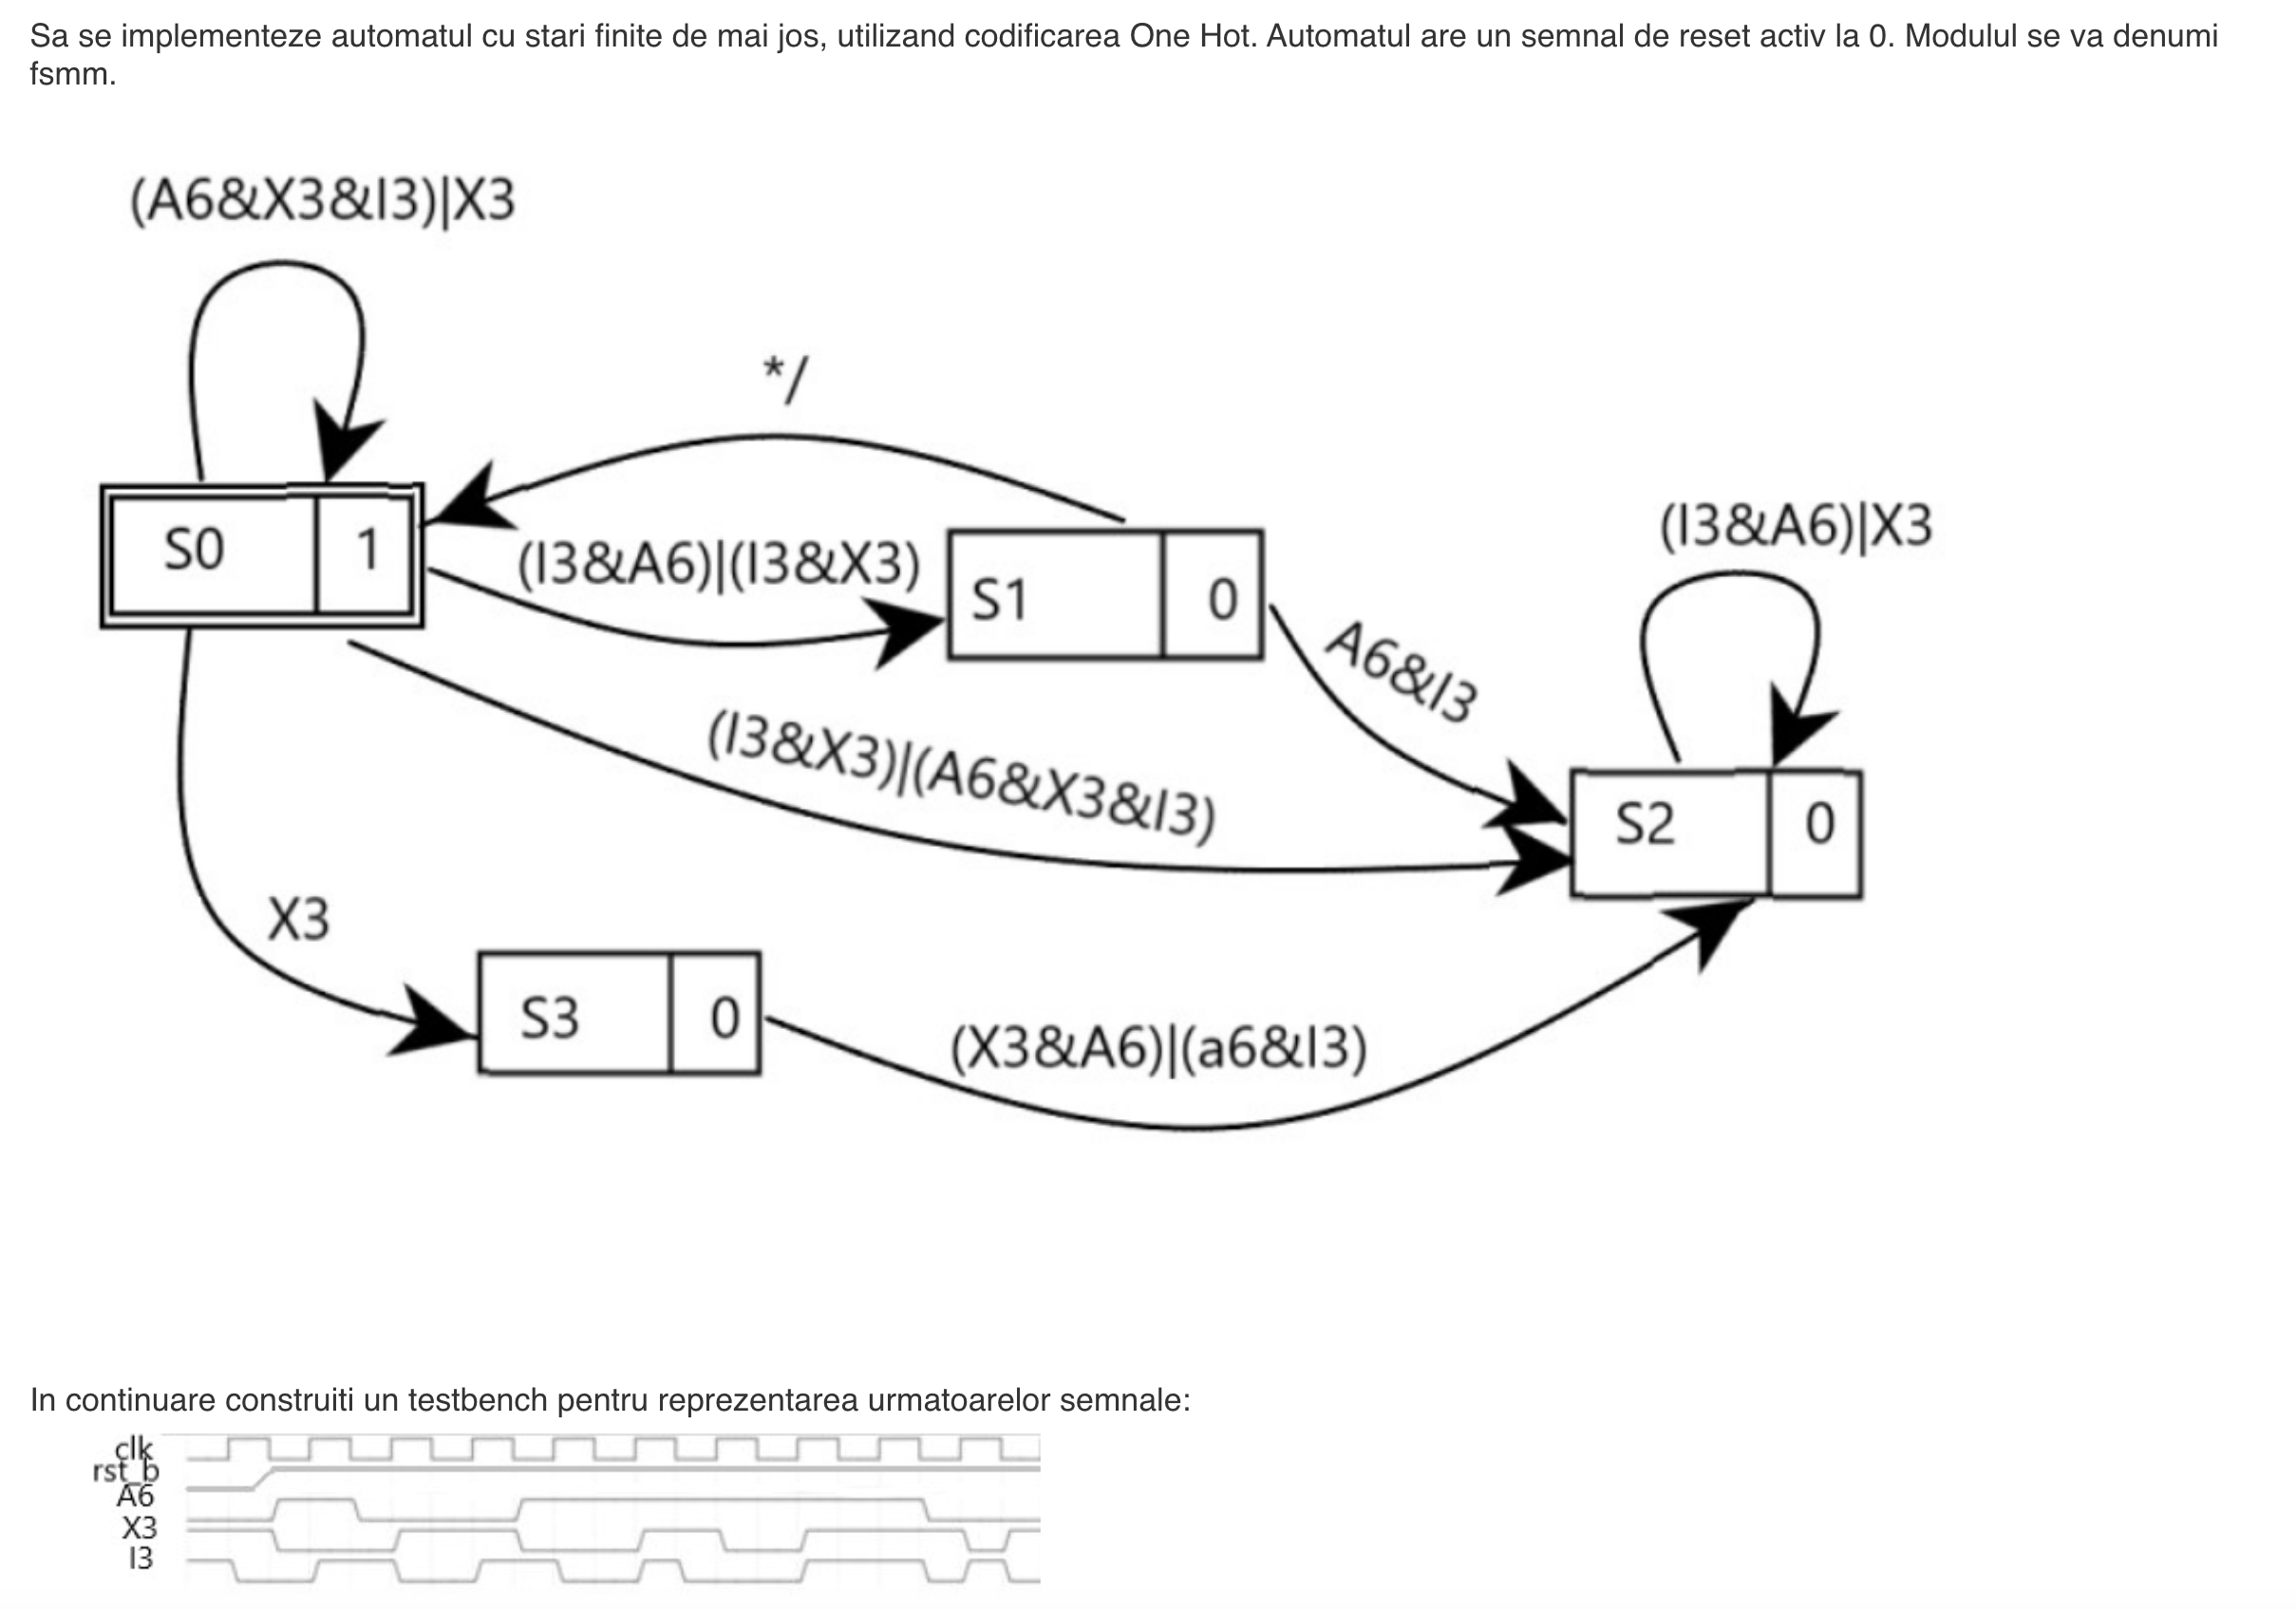 Sa se implementeze automatul cu stari finite de mai jos, utilizand codificarea One Hot. Automatul are un semnal de reset activ la 0. Modulul se va denumi
fsmm.
(A6&X3&I3)|X3
*/
S0 1
(I3&A6)|(I3&X3)
S1 0
(I3&A6)|X3
A6&I3
(I3&X3)|(A6&X3&I3)
S2 0
X3
S3 0
(X3&A6)|(a6&I3)
In continuare construiti un testbench pentru reprezentarea urmatoarelor semnale:
clk
rst_b
A6
X3
I3